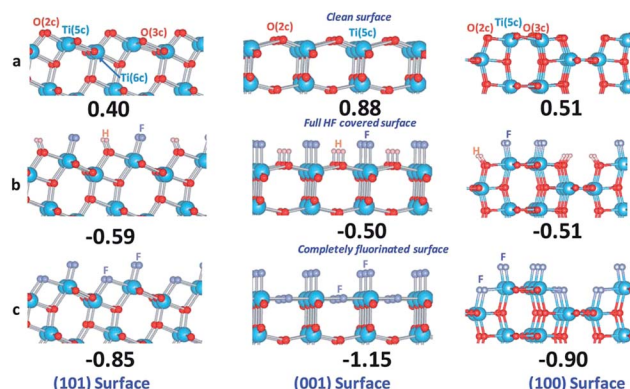 Clean surface
O(2c) Ti(5c) O(3c) O(2c) Ti(5c) O(2c) Ti(5c) O(3c)
a
Ti(6c)
0.40 0.88 0.51
Full HF covered surface
H F H F H F
b
-0.59 -0.50 -0.51
Completely fluorinated surface
F F F F F
c
-0.85 -1.15 -0.90
(101) Surface (001) Surface (100) Surface